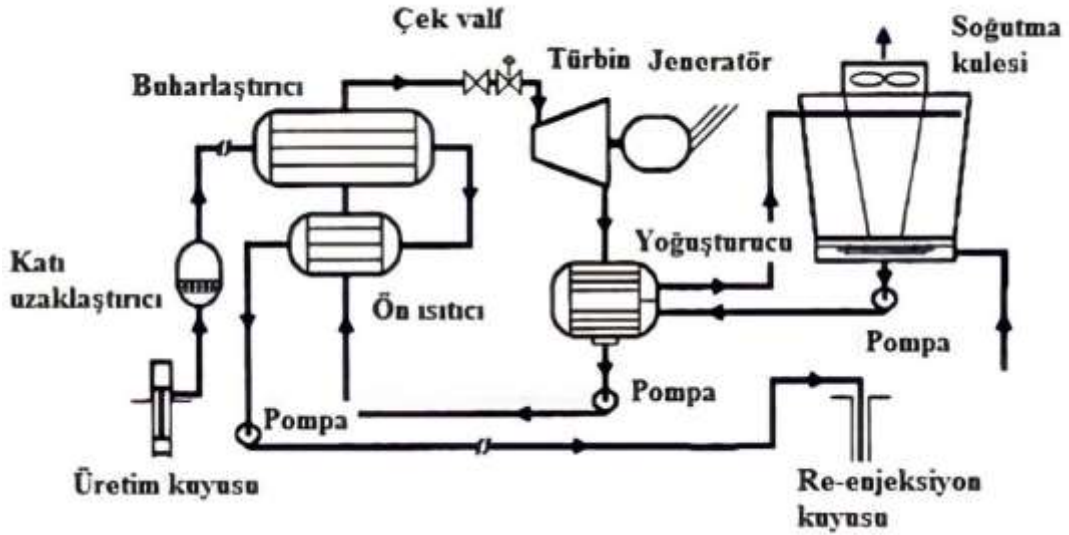 Çek valf
Soğutma
kulesi
Türbin Jeneratör
Buharlaştırıcı
Yoğuşturucu
Katı
uzaklaştırıcı
Ön ısıtıcı
Pompa
Pompa
Pompa
Üretim kuyusu
Re-enjeksiyon
kuyusu